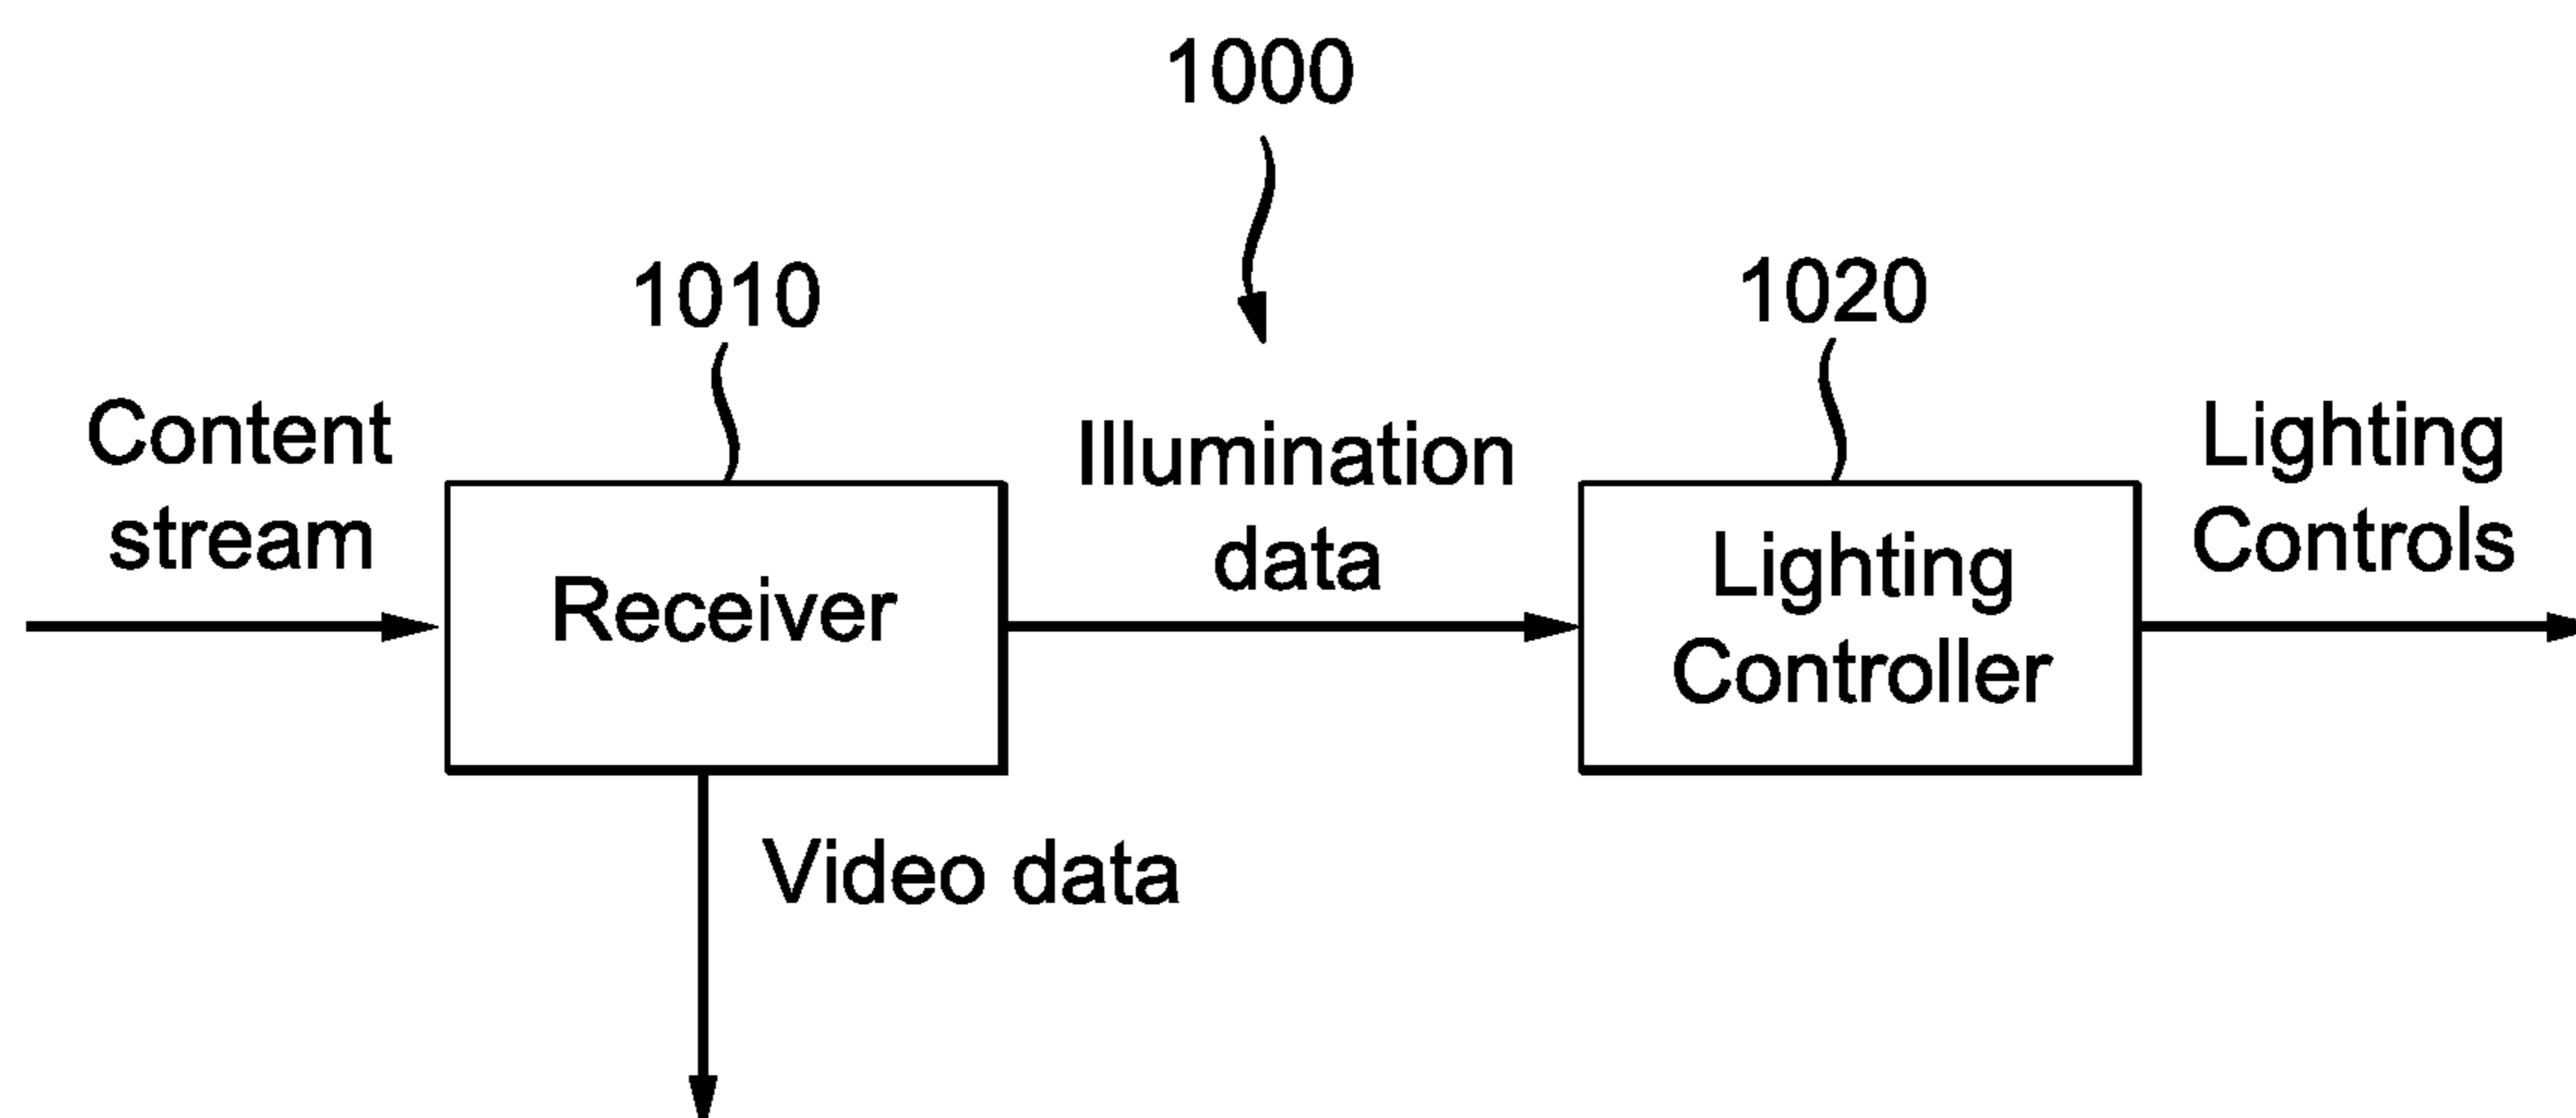 1000
1010
1020
Content
stream
Receiver
Illumination
data
Lighting
Controller
Lighting
Controls
Video data